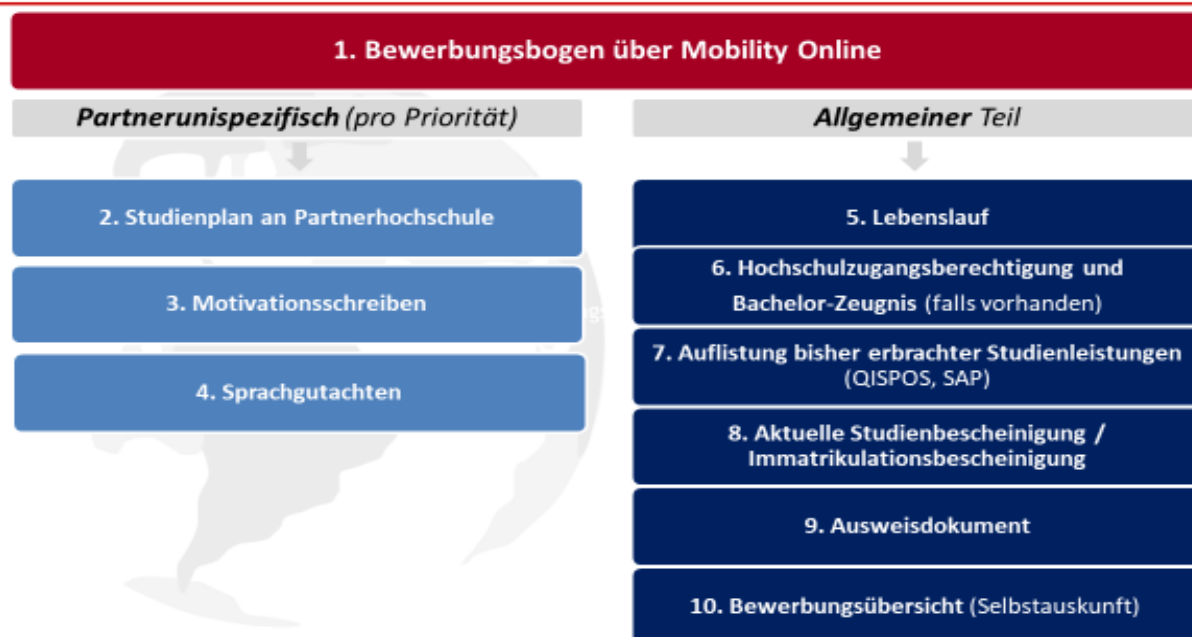 1. Bewerbungsbogen über Mobility Online
Partnerunispezifisch (pro Priorität)
2. Studienplan an Partnerhochschule
3. Motivationsschreiben
4. Sprachgutachten
Allgemeiner Teil
5. Lebenslauf
6. Hochschulzugangsberechtigung und
Bachelor-Zeugnis (falls vorhanden)
7. Auflistung bisher erbrachter Studienleistungen
(QISPOS, SAP)
8. Aktuelle Studienbescheinigung /
Immatrikulationsbescheinigung
9. Ausweisdokument
10. Bewerbungsübersicht (Selbstauskunft)